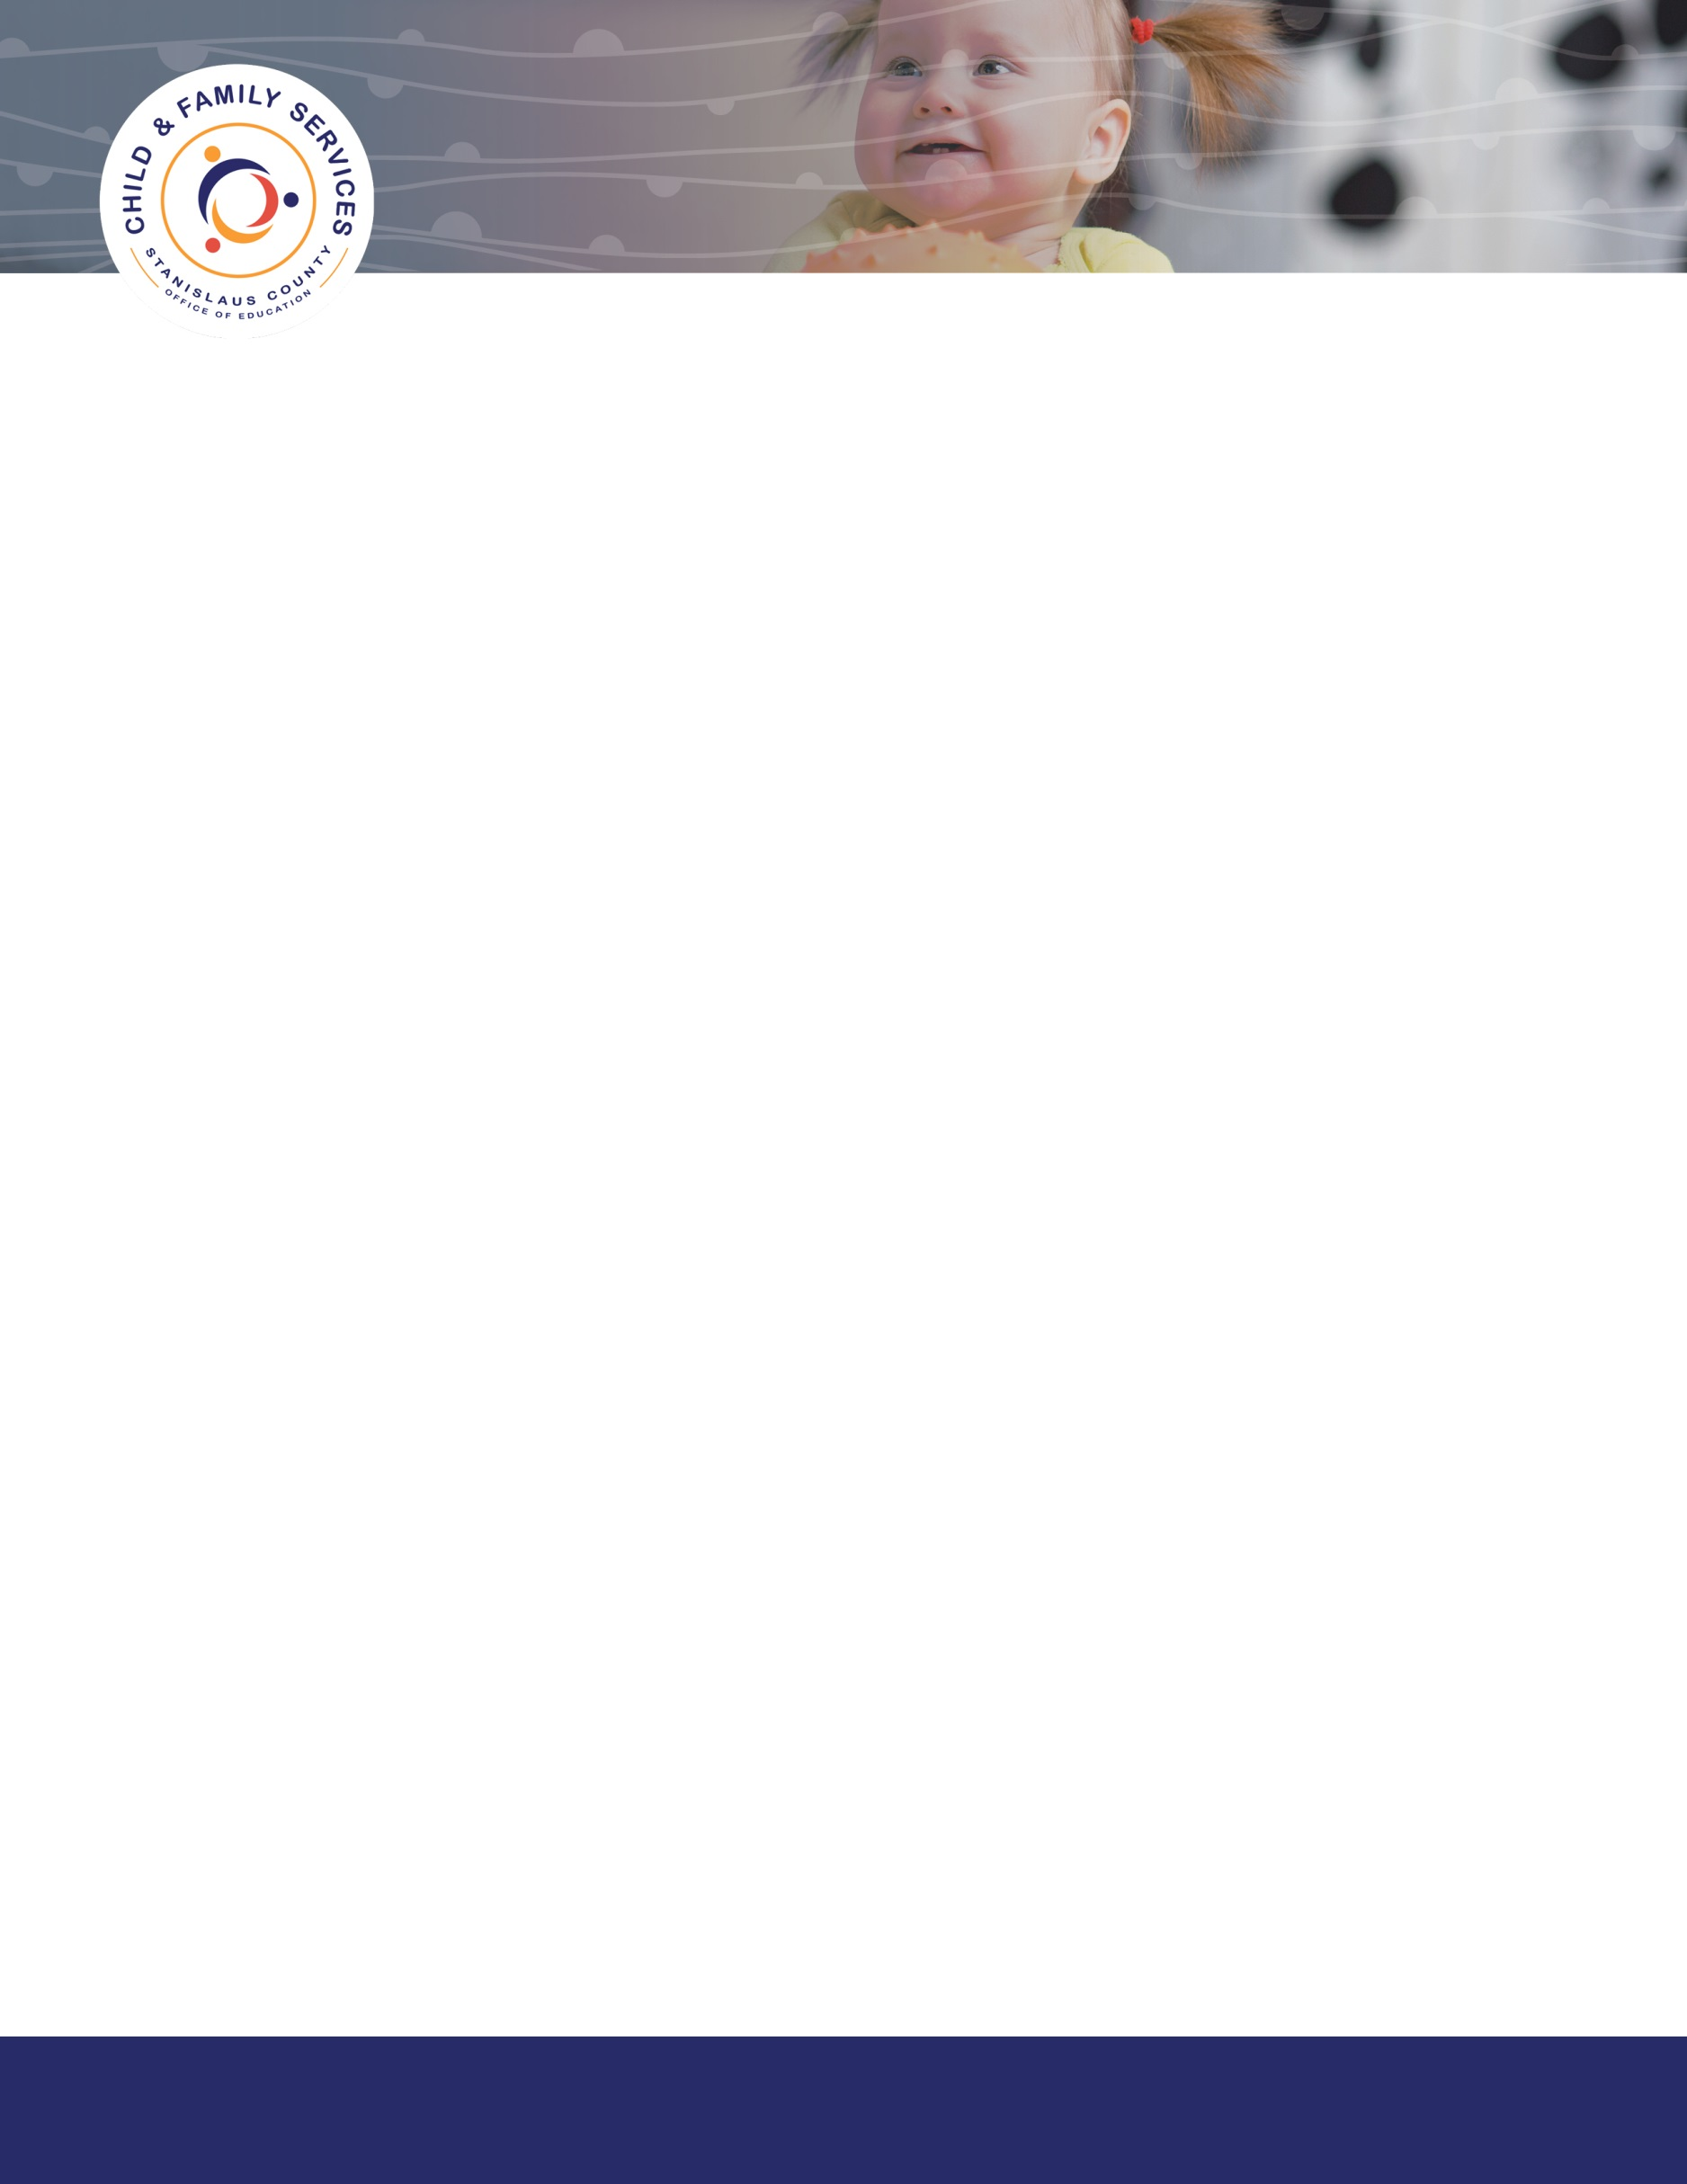 CHILD & FAMILY SERVICES
STANISLAUS COUNTY
OFFICE OF EDUCATION